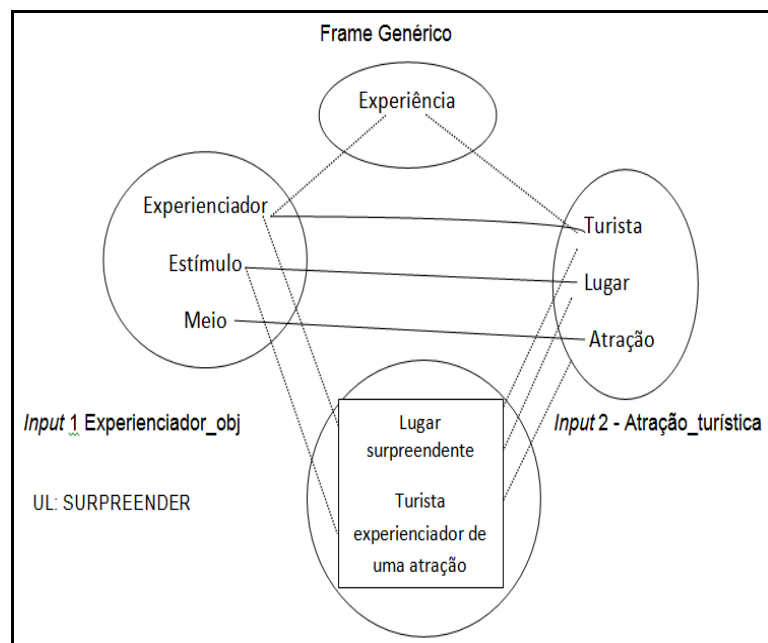 Frame Genérico
Experiência
Experienciador
Estímulo
Meio
Turista
Lugar
Atração
Input 1 Experienciador_obj
Input 2 - Atração_turística
UL: SURPREENDER
Lugar
surpreendente
Turista
experienciador de
uma atração